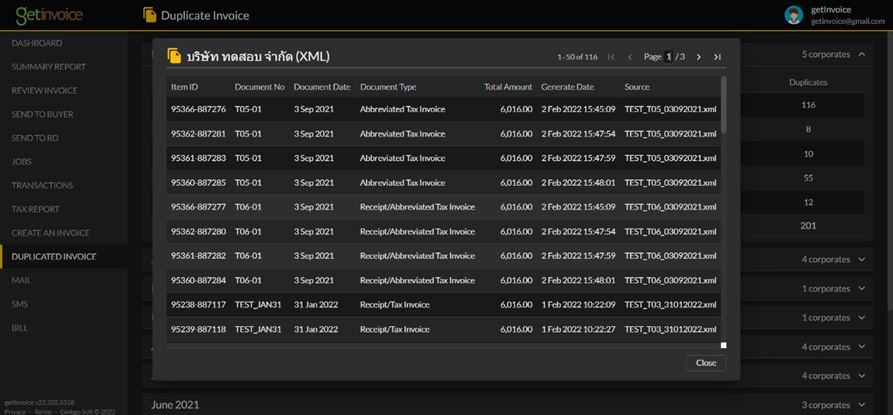 getinvoice
Duplicate Invoice
getInvoice
getinvoice@gmail.com
DASHBOARD
SUMMARY REPORT
REVIEW INVOICE
SEND TO BUYER
SEND TO RD
JOBS
TRANSACTIONS
TAX REPORT
CREATE AN INVOICE
DUPLICATED INVOICE
MAIL
SMS
BILL
getInvoice v22.202.5318
Privacy - Terms - Ginkgo Soft © 2022
บริษัท ทดสอบ จำกัด (XML)
1-50 of 116 Page 1 / 3
Item ID Document No Document Date Document Type Total Amount Generate Date Source
95366-887276 T05-01 3 Sep 2021 Abbreviated Tax Invoice 6,016.00 2 Feb 2022 15:45:09 TEST_T05_03092021.xml
95362-887281 T05-01 3 Sep 2021 Abbreviated Tax Invoice 6,016.00 2 Feb 2022 15:47:54 TEST_T05_03092021.xml
95361-887283 T05-01 3 Sep 2021 Abbreviated Tax Invoice 6,016.00 2 Feb 2022 15:47:59 TEST_T05_03092021.xml
95360-887285 T05-01 3 Sep 2021 Abbreviated Tax Invoice 6,016.00 2 Feb 2022 15:48:01 TEST_T05_03092021.xml
95366-887277 T06-01 3 Sep 2021 Receipt/Abbreviated Tax Invoice 6,016.00 2 Feb 2022 15:45:09 TEST_T06_03092021.xml
95362-887280 T06-01 3 Sep 2021 Receipt/Abbreviated Tax Invoice 6,016.00 2 Feb 2022 15:47:54 TEST_T06_03092021.xml
95361-887282 T06-01 3 Sep 2021 Receipt/Abbreviated Tax Invoice 6,016.00 2 Feb 2022 15:47:59 TEST_T06_03092021.xml
95360-887284 T06-01 3 Sep 2021 Receipt/Abbreviated Tax Invoice 6,016.00 2 Feb 2022 15:48:01 TEST_T06_03092021.xml
95238-887117 TEST_JAN31 31 Jan 2022 Receipt/Tax Invoice 6,016.00 1 Feb 2022 10:22:09 TEST_T03_31012022.xml
95239-887118 TEST_JAN31 31 Jan 2022 Receipt/Tax Invoice 6,016.00 1 Feb 2022 10:22:27 TEST_T03_31012022.xml
Close
5 corporates
Duplicates
116
8
10
55
12
201
4 corporates
1 corporates
1 corporates
4 corporates
4 corporates
June 2021 3 corporates